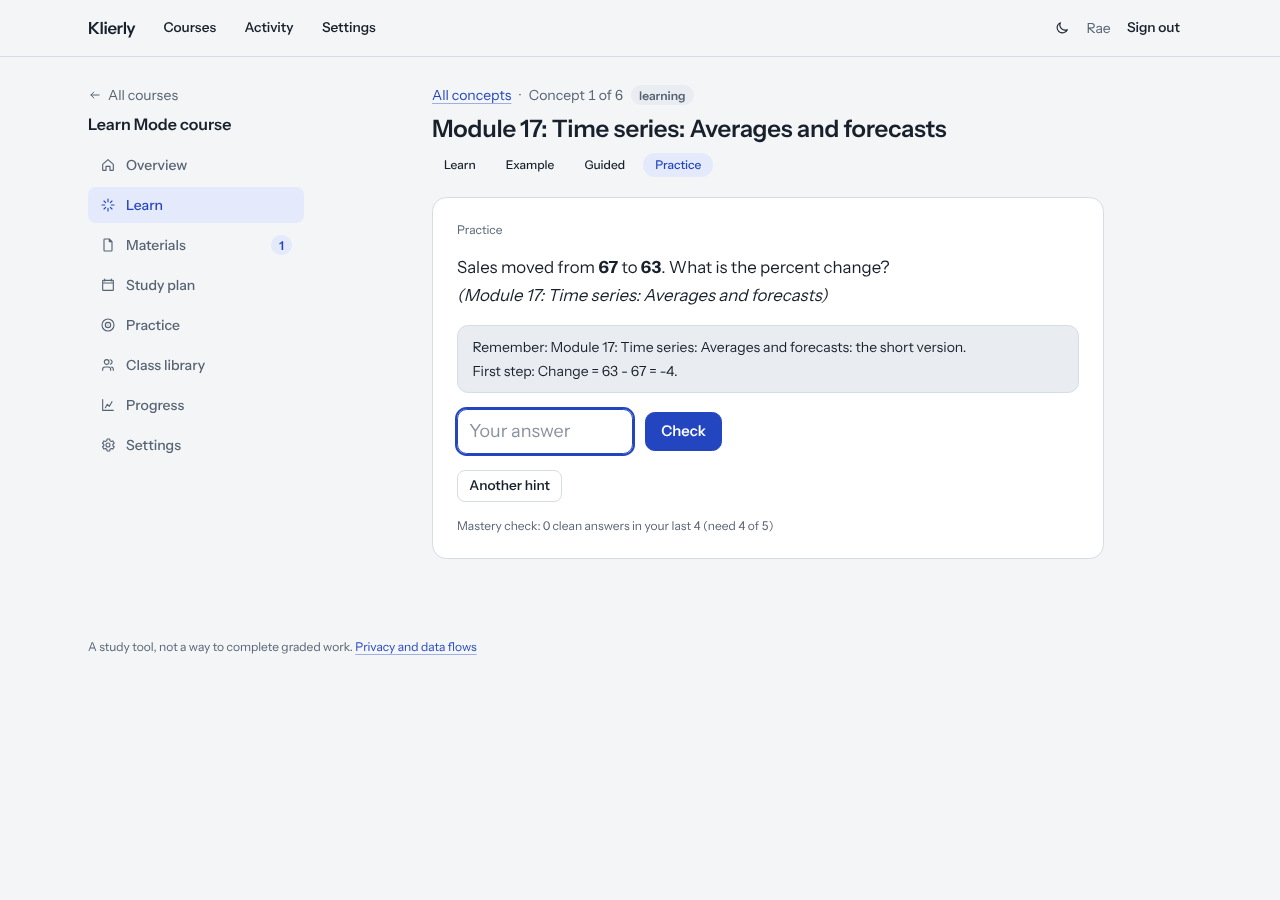 Klierly Courses Activity Settings Rae Sign out
All courses
Learn Mode course
Overview
Learn
Materials 1
Study plan
Practice
Class library
Progress
Settings
All concepts · Concept 1 of 6 learning
Module 17: Time series: Averages and forecasts
Learn Example Guided Practice
Practice
Sales moved from 67 to 63. What is the percent change?
(Module 17: Time series: Averages and forecasts)
Remember: Module 17: Time series: Averages and forecasts: the short version.
First step: Change = 63 - 67 = -4.
Your answer Check
Another hint
Mastery check: 0 clean answers in your last 4 (need 4 of 5)
A study tool, not a way to complete graded work. Privacy and data flows